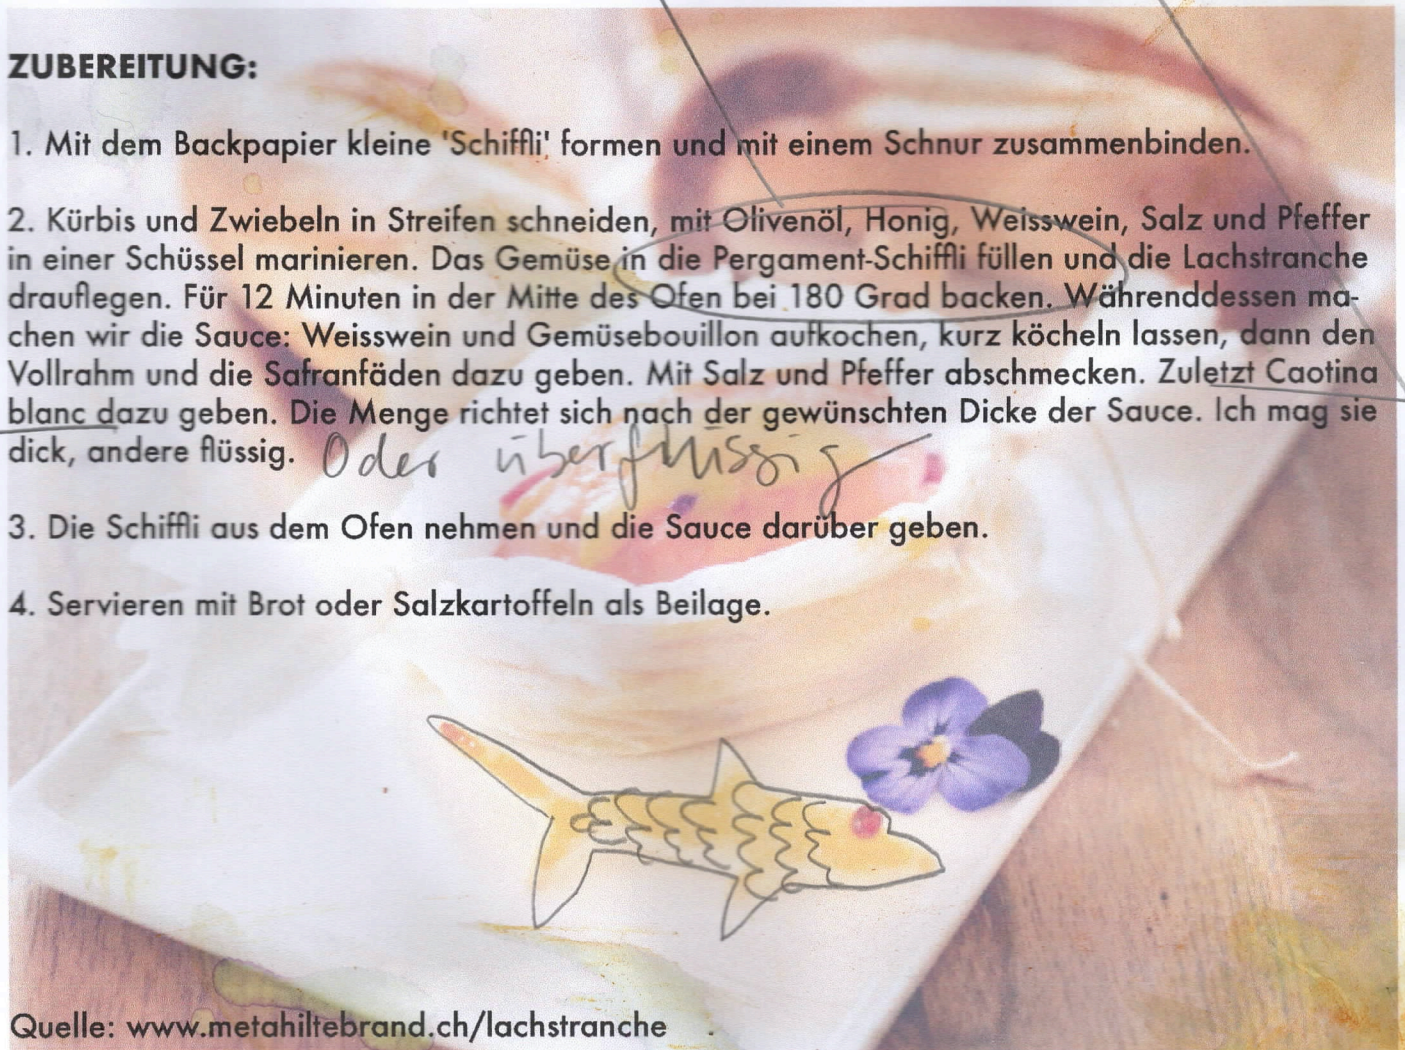 ZUBEREITUNG:
1. Mit dem Backpapier kleine 'Schiffli' formen und mit einem Schnur zusammenbinden.
2. Kürbis und Zwiebeln in Streifen schneiden, mit Olivenöl, Honig, Weisswein, Salz und Pfeffer
in einer Schüssel marinieren. Das Gemüse in die Pergament-Schiffli füllen und die Lachstranche
drauflegen. Für 12 Minuten in der Mitte des Ofen bei 180 Grad backen. Währenddessen ma-
chen wir die Sauce: Weisswein und Gemüsebouillon aufkochen, kurz köcheln lassen, dann den
Vollrahm und die Safranfäden dazu geben. Mit Salz und Pfeffer abschmecken. Zuletzt Caotina
blanc dazu geben. Die Menge richtet sich nach der gewünschten Dicke der Sauce. Ich mag sie
dick, andere flüssig. Oder überflüssig
3. Die Schiffli aus dem Ofen nehmen und die Sauce darüber geben.
4. Servieren mit Brot oder Salzkartoffeln als Beilage.
Quelle: www.metahiltebrand.ch/lachstranche